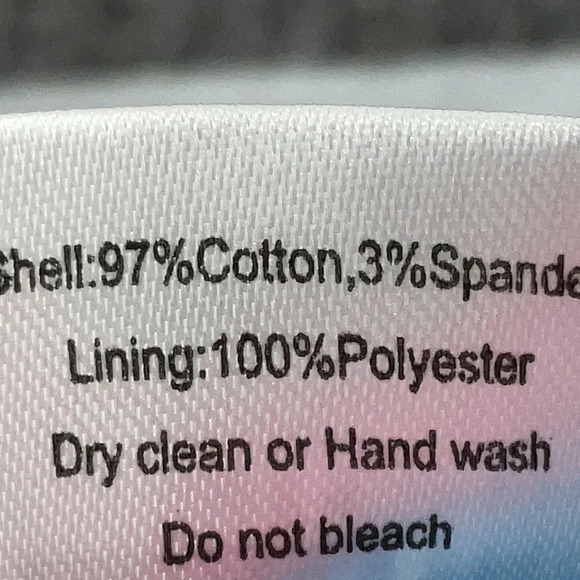 Shell:97%Cotton,3%Spande
Lining:100%Polyester
Dry clean or Hand wash
Do not bleach